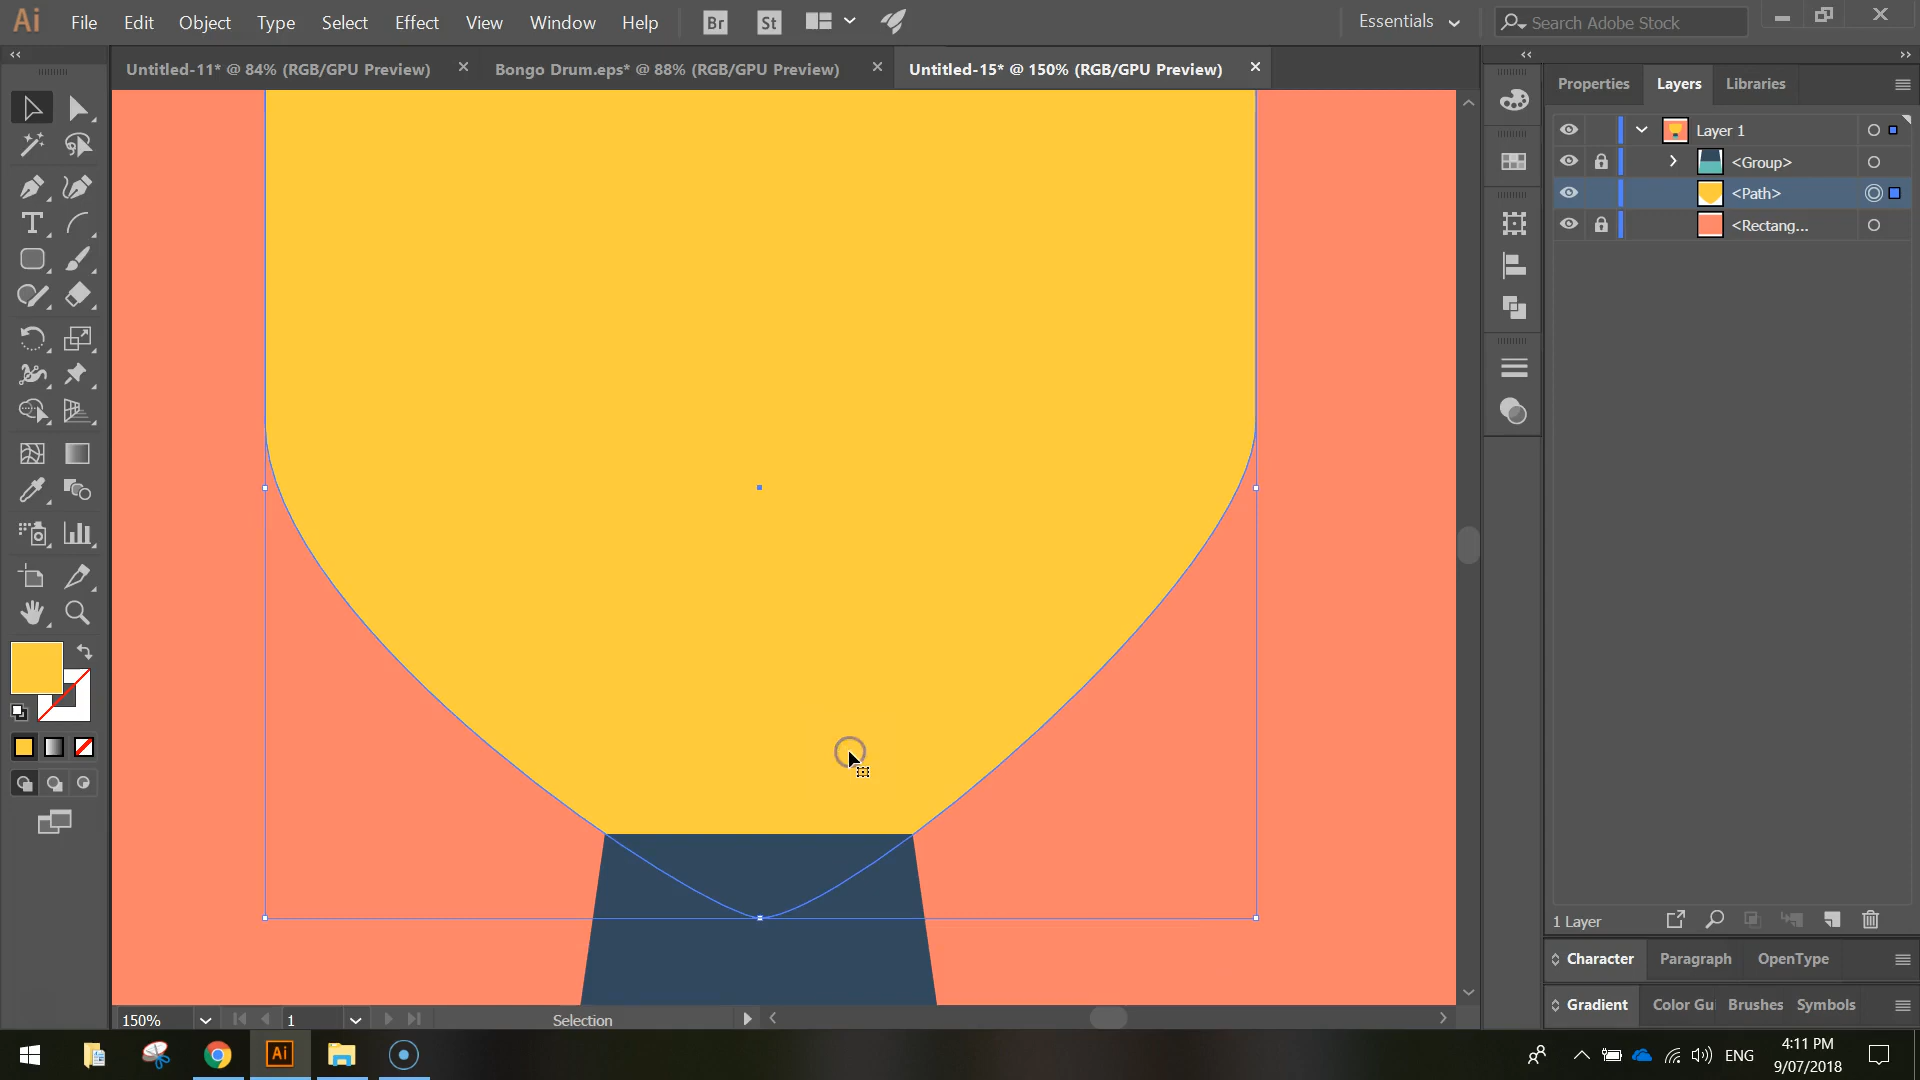 Ai File Edit Object Type Select Effect View Window Help Br St Essentials Search Adobe Stock
Untitled-11* @ 84% (RGB/GPU Preview) Bongo Drum.eps* @ 88% (RGB/GPU Preview) Untitled-15* @ 150% (RGB/GPU Preview)
Properties Layers Libraries
Layer 1
<Group>
<Path>
<Rectang...
1 Layer
Character Paragraph OpenType
Gradient Color Gui Brushes Symbols
150% 1 Selection
Ai ENG 4:11 PM
9/07/2018